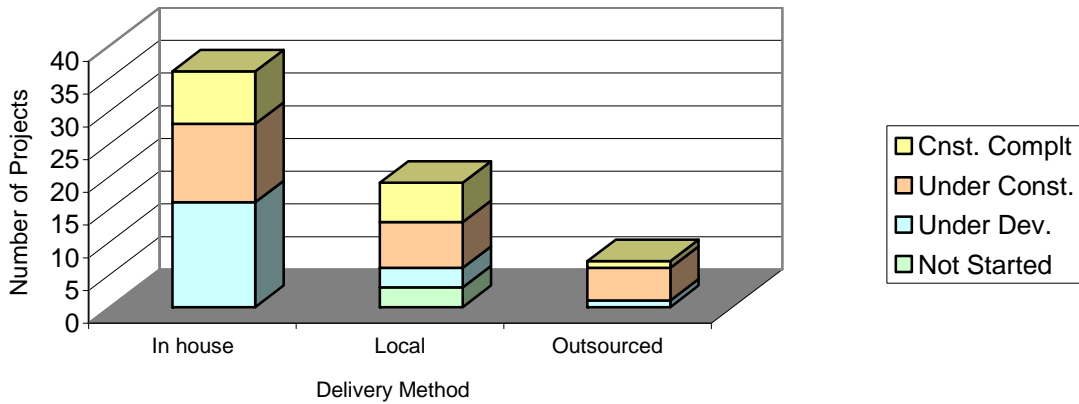 Number of Projects
40
35
30
25
20
15
10
5
0
In house
Local
Outsourced
Delivery Method
Cnst. Complt
Under Const.
Under Dev.
Not Started